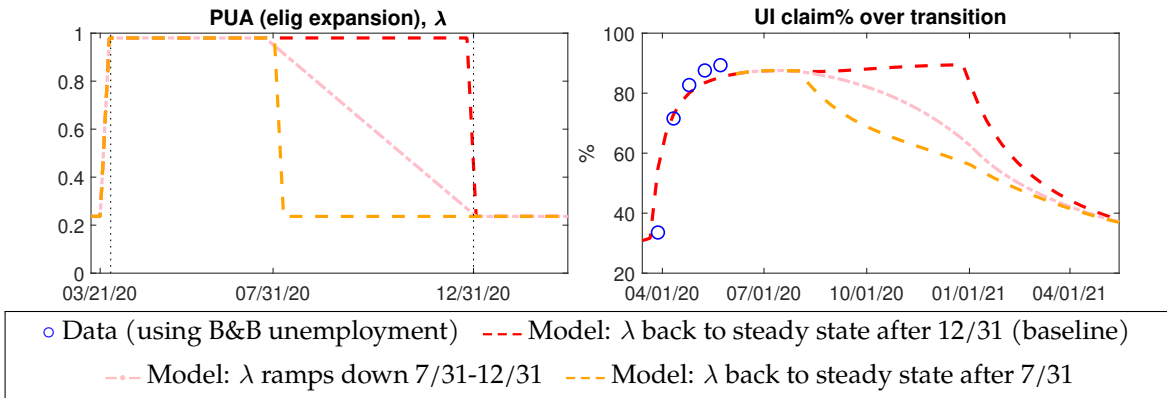 PUA (elig expansion), λ
1
0.8
0.6
0.4
0.2
0
03/21/20 07/31/20 12/31/20
UI claim% over transition
%
100
80
60
40
20
04/01/20 07/01/20 10/01/20 01/01/21 04/01/21
Data (using B&B unemployment) Model: λ back to steady state after 12/31 (baseline)
Model: λ ramps down 7/31-12/31 Model: λ back to steady state after 7/31